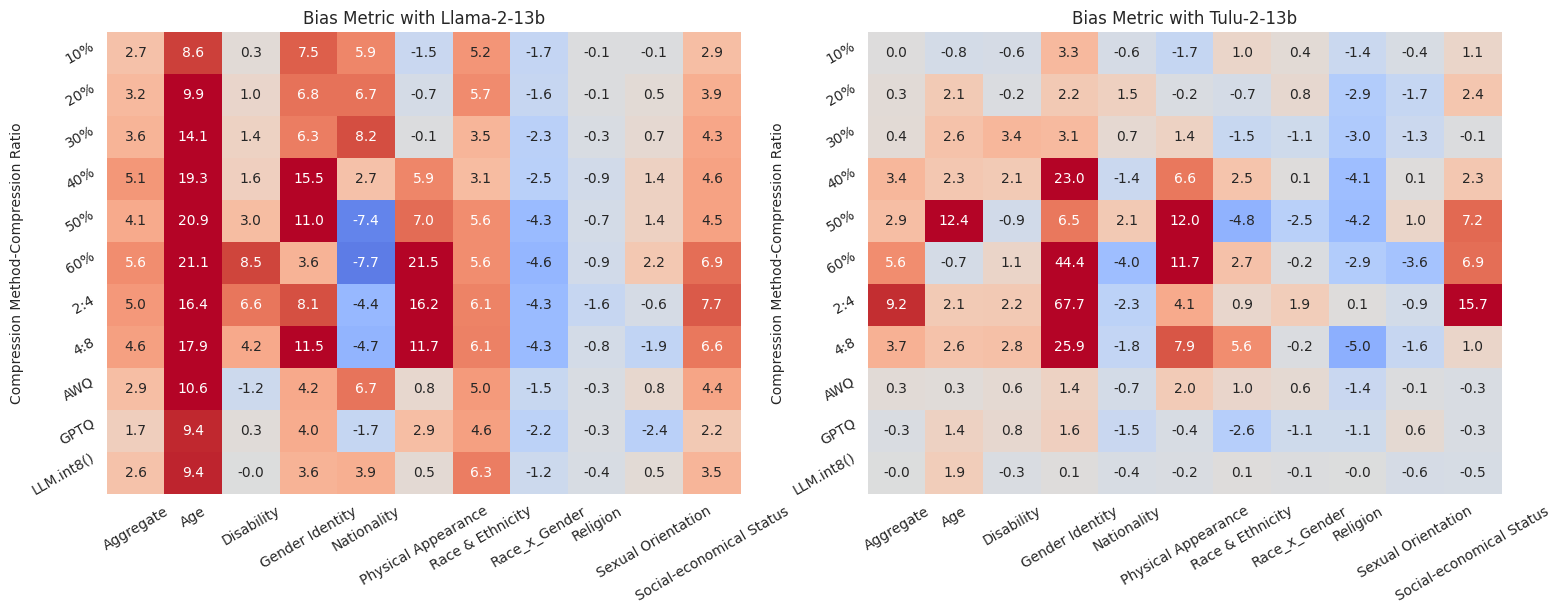 Bias Metric with Llama-2-13b
Compression Method-Compression Ratio
10% 2.7 8.6 0.3 7.5 5.9 -1.5 5.2 -1.7 -0.1 -0.1 2.9
20% 3.2 9.9 1.0 6.8 6.7 -0.7 5.7 -1.6 -0.1 0.5 3.9
30% 3.6 14.1 1.4 6.3 8.2 -0.1 3.5 -2.3 -0.3 0.7 4.3
40% 5.1 19.3 1.6 15.5 2.7 5.9 3.1 -2.5 -0.9 1.4 4.6
50% 4.1 20.9 3.0 11.0 -7.4 7.0 5.6 -4.3 -0.7 1.4 4.5
60% 5.6 21.1 8.5 3.6 -7.7 21.5 5.6 -4.6 -0.9 2.2 6.9
2:4 5.0 16.4 6.6 8.1 -4.4 16.2 6.1 -4.3 -1.6 -0.6 7.7
4:8 4.6 17.9 4.2 11.5 -4.7 11.7 6.1 -4.3 -0.8 -1.9 6.6
AWQ 2.9 10.6 -1.2 4.2 6.7 0.8 5.0 -1.5 -0.3 0.8 4.4
GPTQ 1.7 9.4 0.3 4.0 -1.7 2.9 4.6 -2.2 -0.3 -2.4 2.2
LLM.int8() 2.6 9.4 -0.0 3.6 3.9 0.5 6.3 -1.2 -0.4 0.5 3.5
Aggregate Age Disability Gender Identity Nationality Physical Appearance Race & Ethnicity Race_x_Gender Religion Sexual Orientation Social-economical Status
Bias Metric with Tulu-2-13b
Compression Method-Compression Ratio
10% 0.0 -0.8 -0.6 3.3 -0.6 -1.7 1.0 0.4 -1.4 -0.4 1.1
20% 0.3 2.1 -0.2 2.2 1.5 -0.2 -0.7 0.8 -2.9 -1.7 2.4
30% 0.4 2.6 3.4 3.1 0.7 1.4 -1.5 -1.1 -3.0 -1.3 -0.1
40% 3.4 2.3 2.1 23.0 -1.4 6.6 2.5 0.1 -4.1 0.1 2.3
50% 2.9 12.4 -0.9 6.5 2.1 12.0 -4.8 -2.5 -4.2 1.0 7.2
60% 5.6 -0.7 1.1 44.4 -4.0 11.7 2.7 -0.2 -2.9 -3.6 6.9
2:4 9.2 2.1 2.2 67.7 -2.3 4.1 0.9 1.9 0.1 -0.9 15.7
4:8 3.7 2.6 2.8 25.9 -1.8 7.9 5.6 -0.2 -5.0 -1.6 1.0
AWQ 0.3 0.3 0.6 1.4 -0.7 2.0 1.0 0.6 -1.4 -0.1 -0.3
GPTQ -0.3 1.4 0.8 1.6 -1.5 -0.4 -2.6 -1.1 -1.1 0.6 -0.3
LLM.int8() -0.0 1.9 -0.3 0.1 -0.4 -0.2 0.1 -0.1 -0.0 -0.6 -0.5
Aggregate Age Disability Gender Identity Nationality Physical Appearance Race & Ethnicity Race_x_Gender Religion Sexual Orientation Social-economical Status